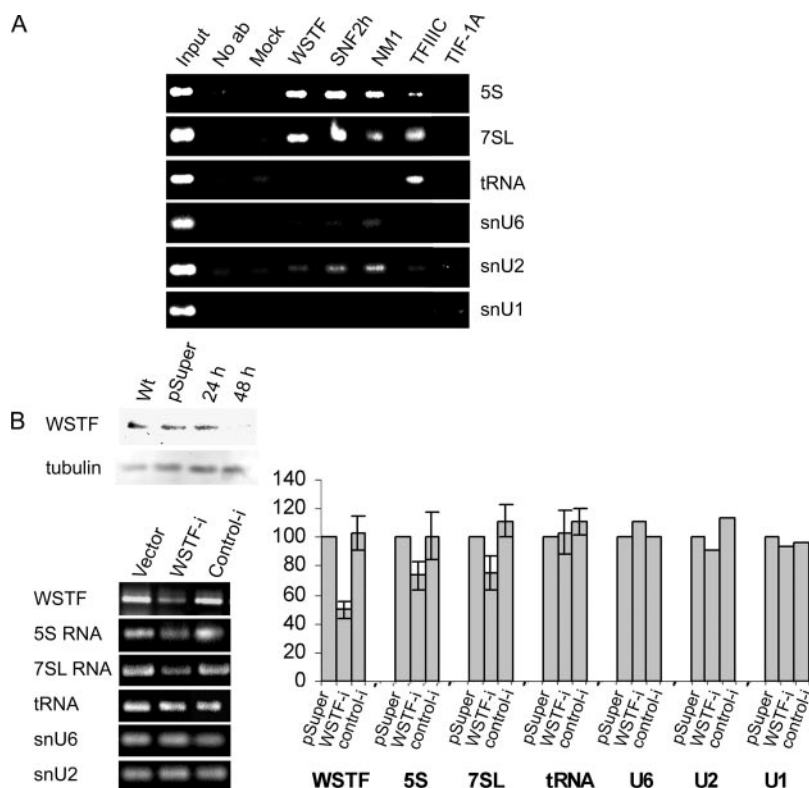 A
Input No ab Mock WSTF SNF2h NM1 TFIIIC TIF-1A
5S
7SL
tRNA
snU6
snU2
snU1
B
Wt pSuper 24 h 48 h
WSTF
tubulin
Vector WSTF-i Control-i
WSTF
5S RNA
7SL RNA
tRNA
snU6
snU2
140
120
100
80
60
40
20
0
pSuper WSTF-i control-i , pSuper WSTF-i control-i , pSuper WSTF-i control-i , pSuper WSTF-i control-i , pSuper WSTF-i control-i , pSuper WSTF-i control-i , pSuper WSTF-i control-i
WSTF 5S 7SL tRNA U6 U2 U1